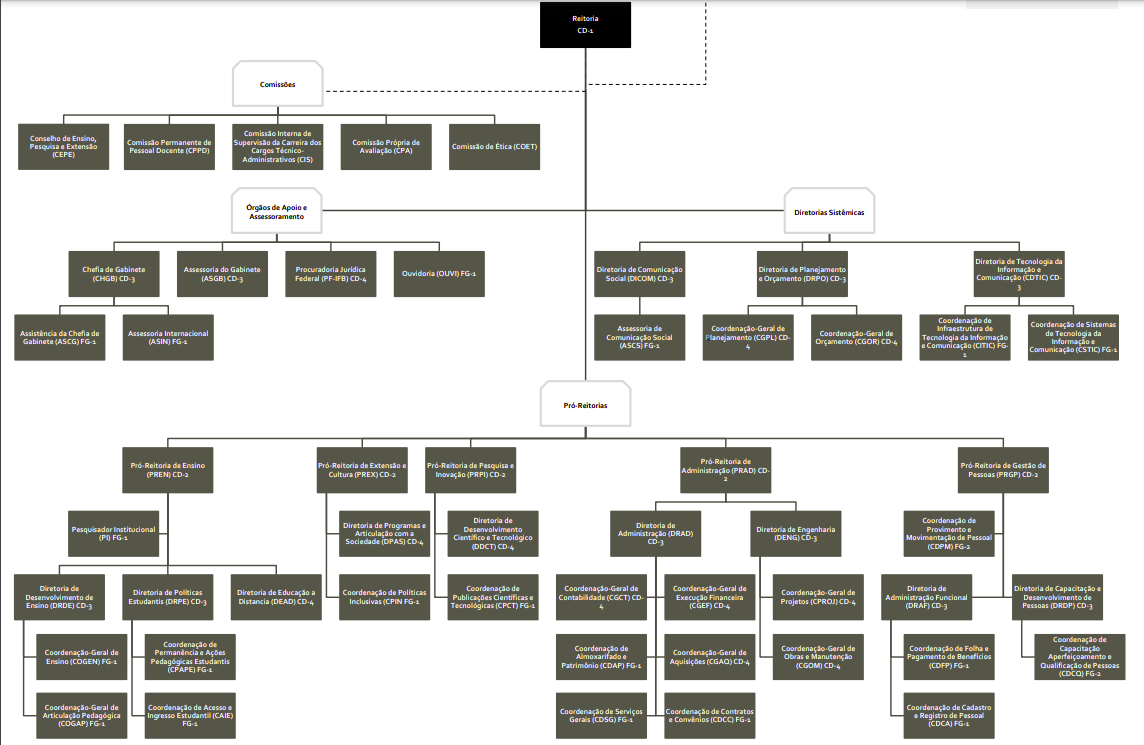 Reitoria
CD-1
Comissões
Conselho de Ensino,
Pesquisa e Extensão
(CEPE)
Comissão Permanente de
Pessoal Docente (CPPD)
Comissão Interna de
Supervisão da Carreira dos
Cargos Técnico-
Administrativos (CIS)
Comissão Própria de
Avaliação (CPA)
Comissão de Ética (COET)
Órgãos de Apoio e
Assessoramento
Diretorias Sistêmicas
Chefia de Gabinete
(CHGB) CD-3
Assessoria do Gabinete
(ASGB) CD-3
Procuradoria Jurídica
Federal (PF-IFB) CD-4
Ouvidoria (OUVI) FG-1
Diretoria de Comunicação
Social (DICOM) CD-3
Diretoria de Planejamento
e Orçamento (DRPO) CD-3
Diretoria de Tecnologia da
Informação e
Comunicação (CDTIC) CD-
3
Assistência da Chefia de
Gabinete (ASCG) FG-1
Assessoria Internacional
(ASIN) FG-1
Assessoria de
Comunicação Social
(ASCS) FG-1
Coordenação-Geral de
Planejamento (CGPL) CD-
4
Coordenação-Geral de
Orçamento (CGOR) CD-4
Coordenação de
Infraestrutura de
Tecnologia da Informação
e Comunicação (CITIC) FG-
1
Coordenação de Sistemas
de Tecnologia da
Informação e
Comunicação (CSTIC) FG-1
Pró-Reitorias
Pró-Reitoria de Ensino
(PREN) CD-2
Pró-Reitoria de Extensão e
Cultura (PREX) CD-2
Pró-Reitoria de Pesquisa e
Inovação (PRPI) CD-2
Pró-Reitoria de
Administração (PRAD) CD-
2
Pró-Reitoria de Gestão de
Pessoas (PRGP) CD-2
Pesquisador Institucional
(PI) FG-1
Diretoria de Programas e
Articulação com a
Sociedade (DPAS) CD-4
Diretoria de
Desenvolvimento
Científico e Tecnológico
(DDCT) CD-4
Diretoria de
Administração (DRAD)
CD-3
Diretoria de Engenharia
(DENG) CD-3
Coordenação de
Provimento e
Movimentação de Pessoal
(CDPM) FG-2
Diretoria de
Desenvolvimento de
Ensino (DRDE) CD-3
Diretoria de Políticas
Estudantis (DRPE) CD-3
Diretoria de Educação a
Distancia (DEAD) CD-4
Coordenação de Políticas
Inclusivas (CPIN FG-1
Coordenação de
Publicações Científicas e
Tecnológicas (CPCT) FG-1
Coordenação-Geral de
Contabilidade (CGCT) CD-
4
Coordenação-Geral de
Execução Financeira
(CGEF) CD-4
Coordenação-Geral de
Projetos (CPROJ) CD-4
Diretoria de
Administração Funcional
(DRAF) CD-3
Diretoria de Capacitação e
Desenvolvimento de
Pessoas (DRDP) CD-3
Coordenação-Geral de
Ensino (COGEN) FG-1
Coordenação de
Permanência e Ações
Pedagógicas Estudantis
(CPAPE) FG-1
Coordenação de
Almoxarifado e
Patrimônio (CDAP) FG-1
Coordenação-Geral de
Aquisições (CGAQ) CD-4
Coordenação-Geral de
Obras e Manutenção
(CGOM) CD-4
Coordenação de Folha e
Pagamento de Benefícios
(CDFP) FG-1
Coordenação de
Capacitação
Aperfeiçoamento e
Qualificação de Pessoas
(CDCQ) FG-2
Coordenação-Geral de
Articulação Pedagógica
(COGAP) FG-1
Coordenação de Acesso e
Ingresso Estudantil (CAIE)
FG-1
Coordenação de Serviços
Gerais (CDSG) FG-1
Coordenação de Contratos
e Convênios (CDCC) FG-1
Coordenação de Cadastro
e Registro de Pessoal
(CDCA) FG-1